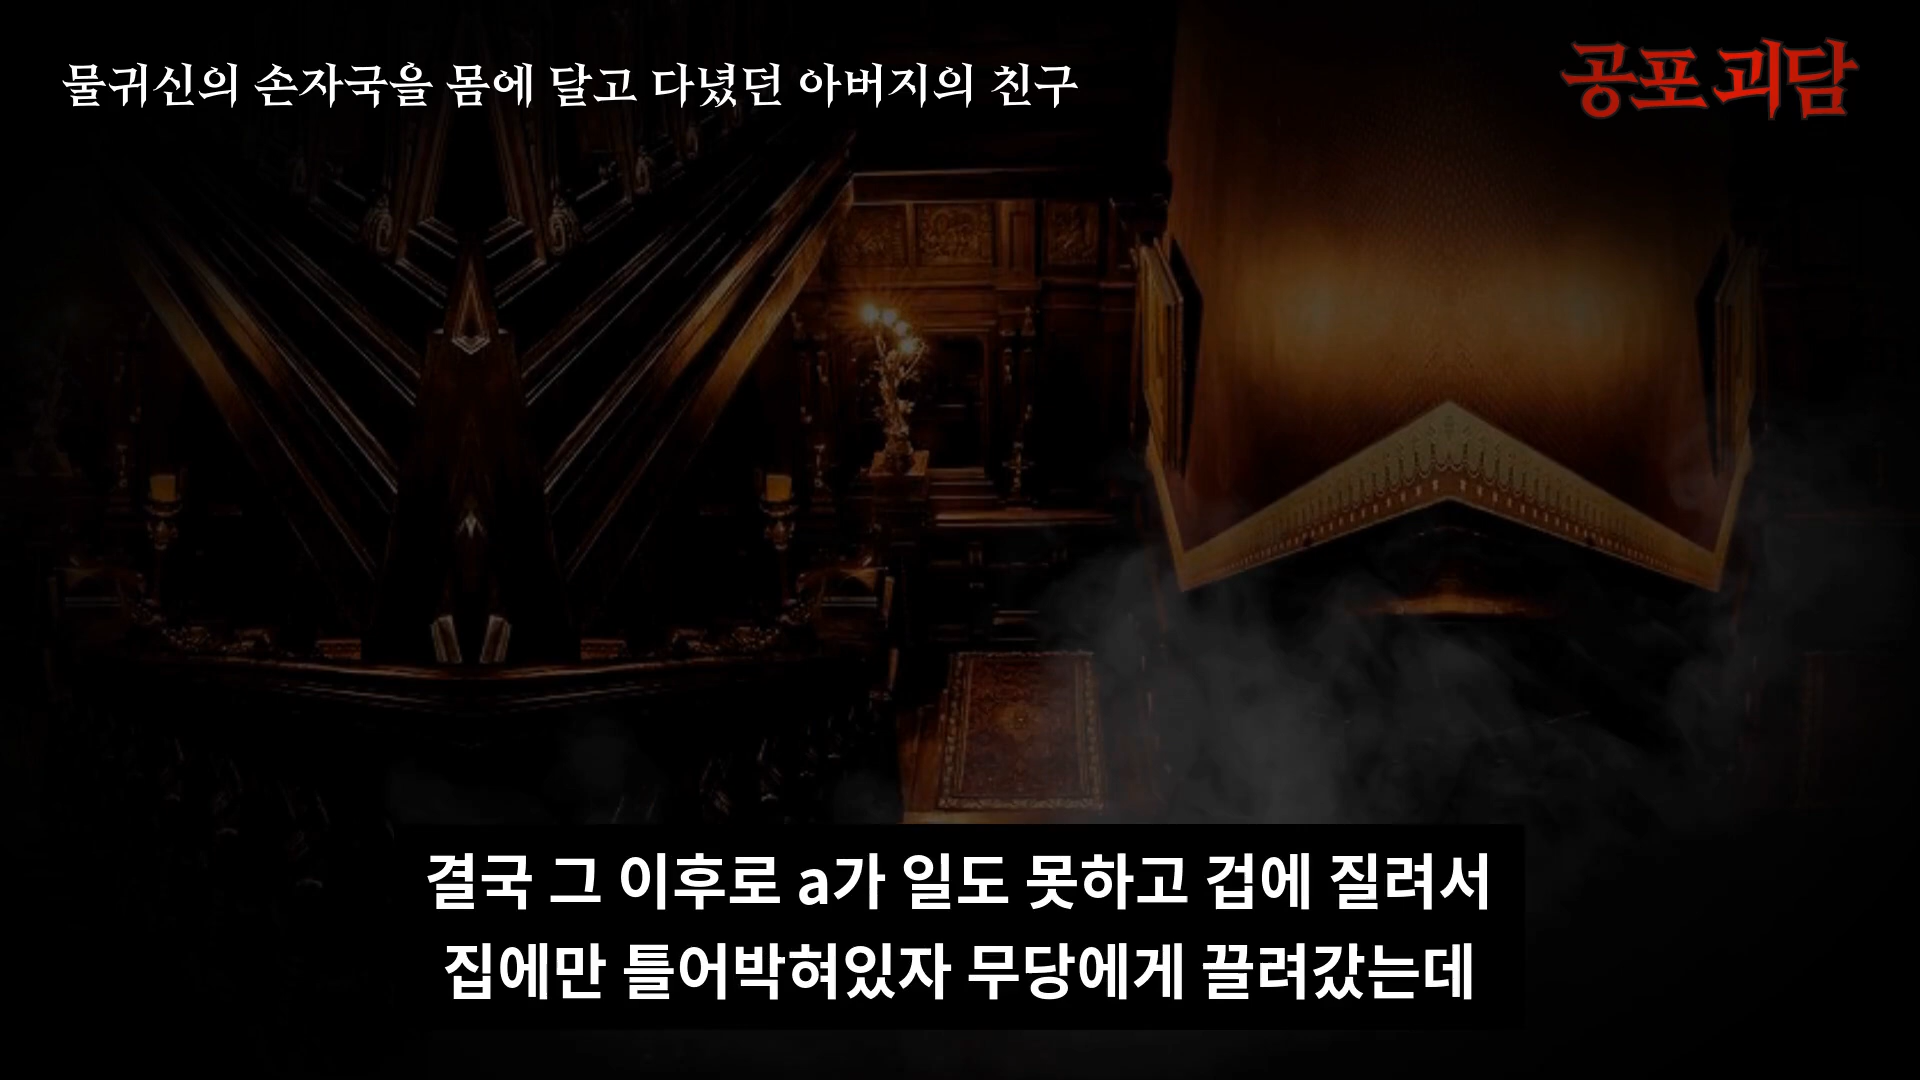 물귀신의 손자국을 몸에 달고 다녔던 아버지의 친구
공포 괴담
결국 그 이후로 a가 일도 못하고 겁에 질려서
집에만 틀어박혀있자 무당에게 끌려갔는데